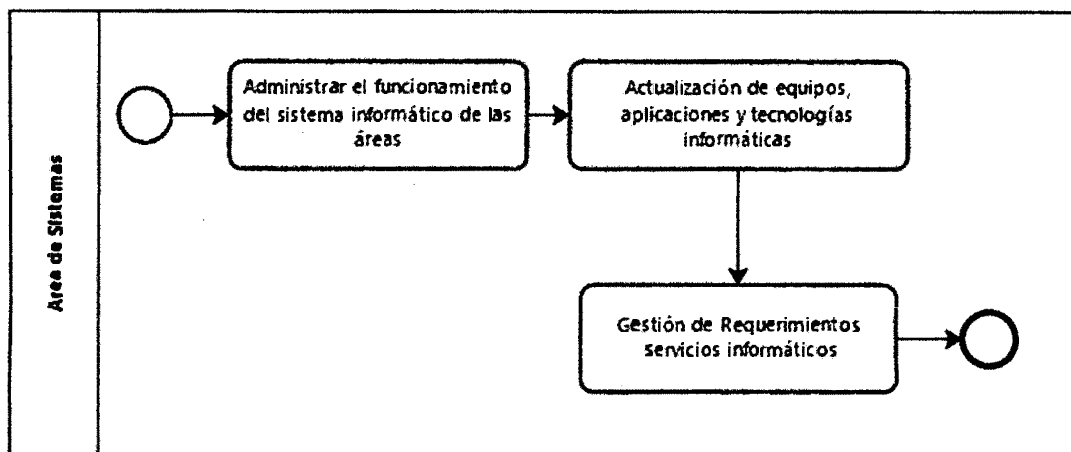 Area de Sistemas
Administrar el funcionamiento
del sistema informático de las
áreas
Actualización de equipos,
aplicaciones y tecnologías
informáticas
Gestión de Requerimientos
servicios informáticos